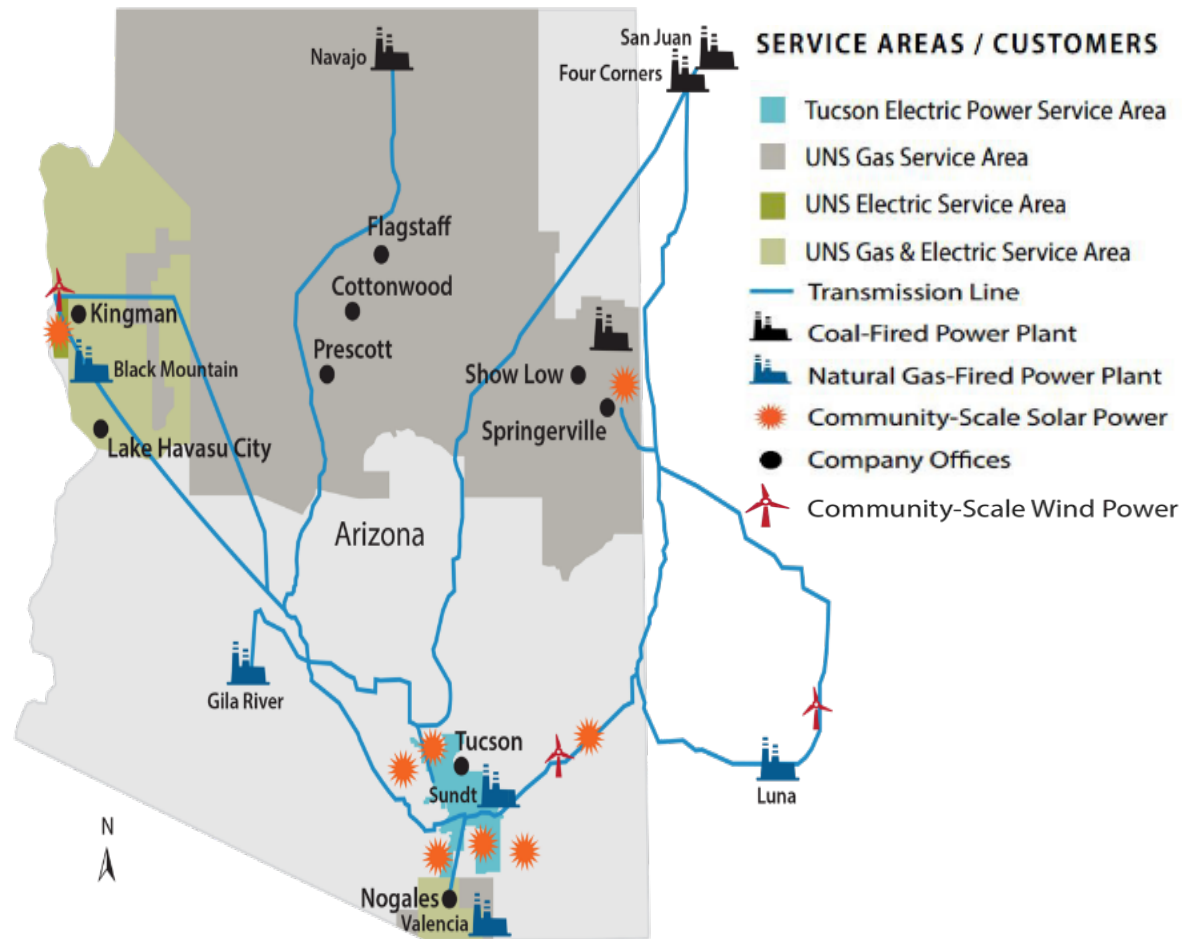 Navajo
San Juan
Four Corners
Flagstaff
Cottonwood
Kingman
Prescott
Black Mountain
Show Low
Springerville
Lake Havasu City
Arizona
Gila River
Tucson
Sundt
Luna
N
Nogales
Valencia
SERVICE AREAS / CUSTOMERS
Tucson Electric Power Service Area
UNS Gas Service Area
UNS Electric Service Area
UNS Gas & Electric Service Area
Transmission Line
Coal-Fired Power Plant
Natural Gas-Fired Power Plant
Community-Scale Solar Power
Company Offices
Community-Scale Wind Power